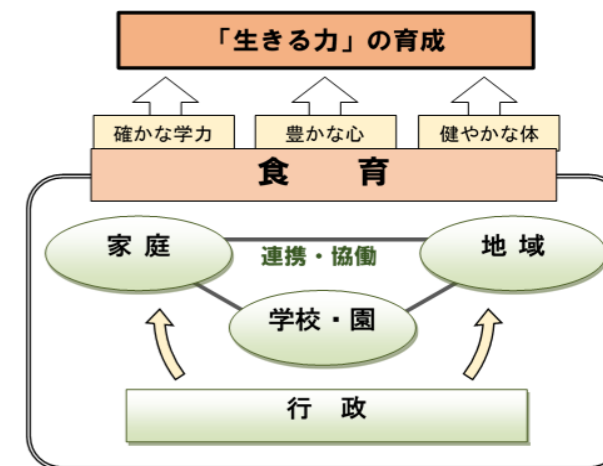 「生きる力」の育成
確かな学力
豊かな心
健やかな体
食 育
家 庭
連携・協働
地 域
学校・園
行 政